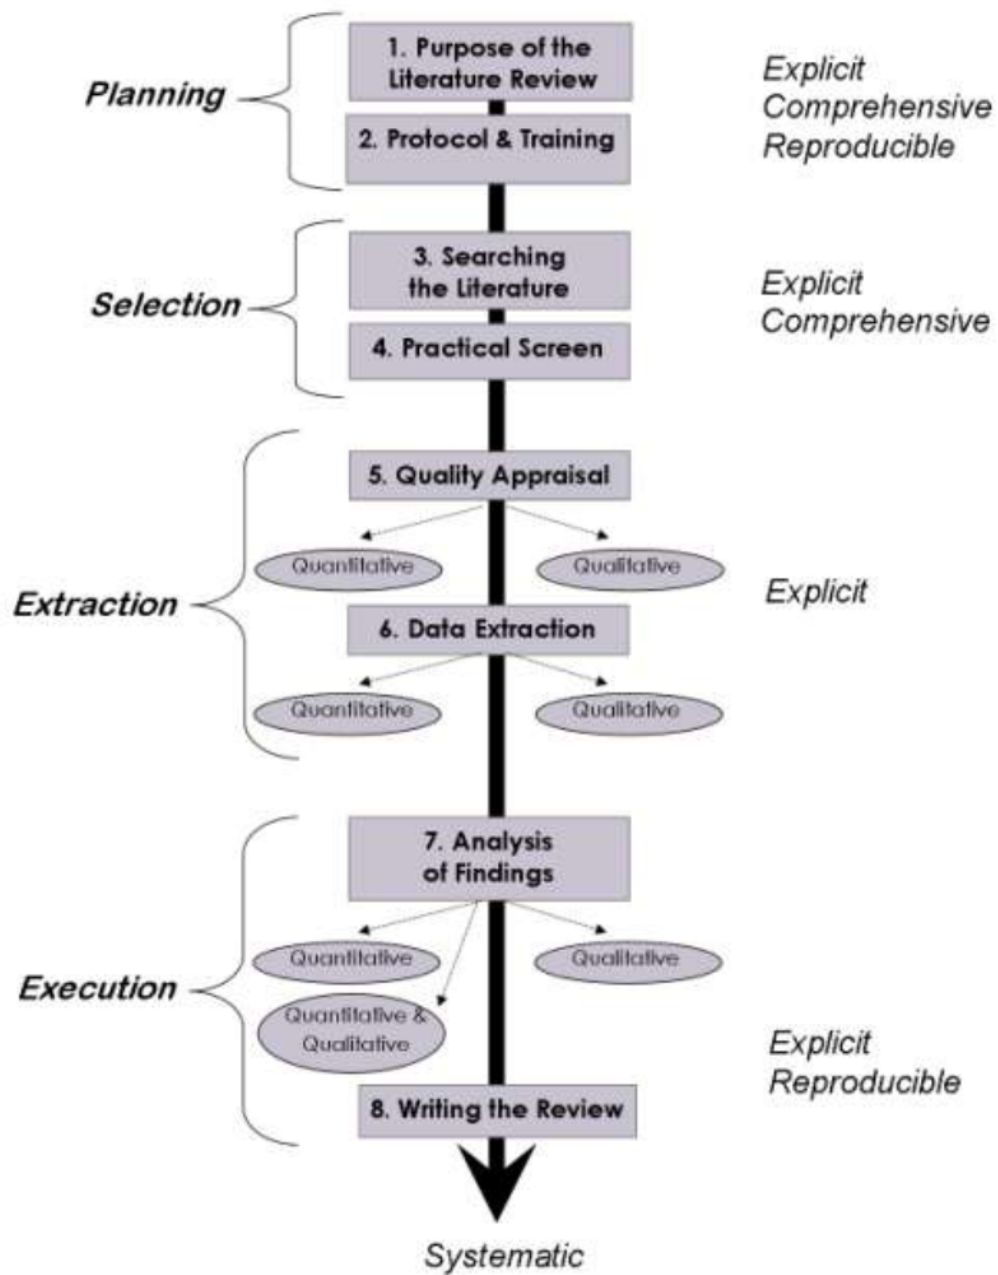 1. Purpose of the
Literature Review
Planning
Explicit
Comprehensive
Reproducible
2. Protocol & Training
3. Searching
the Literature
Selection
Explicit
Comprehensive
4. Practical Screen
5. Quality Appraisal
Quantitative
Qualitative
Extraction
Explicit
6. Data Extraction
Quantitative
Qualitative
7. Analysis
of Findings
Quantitative
Qualitative
Execution
Quantitative &
Qualitative
Explicit
Reproducible
8. Writing the Review
Systematic